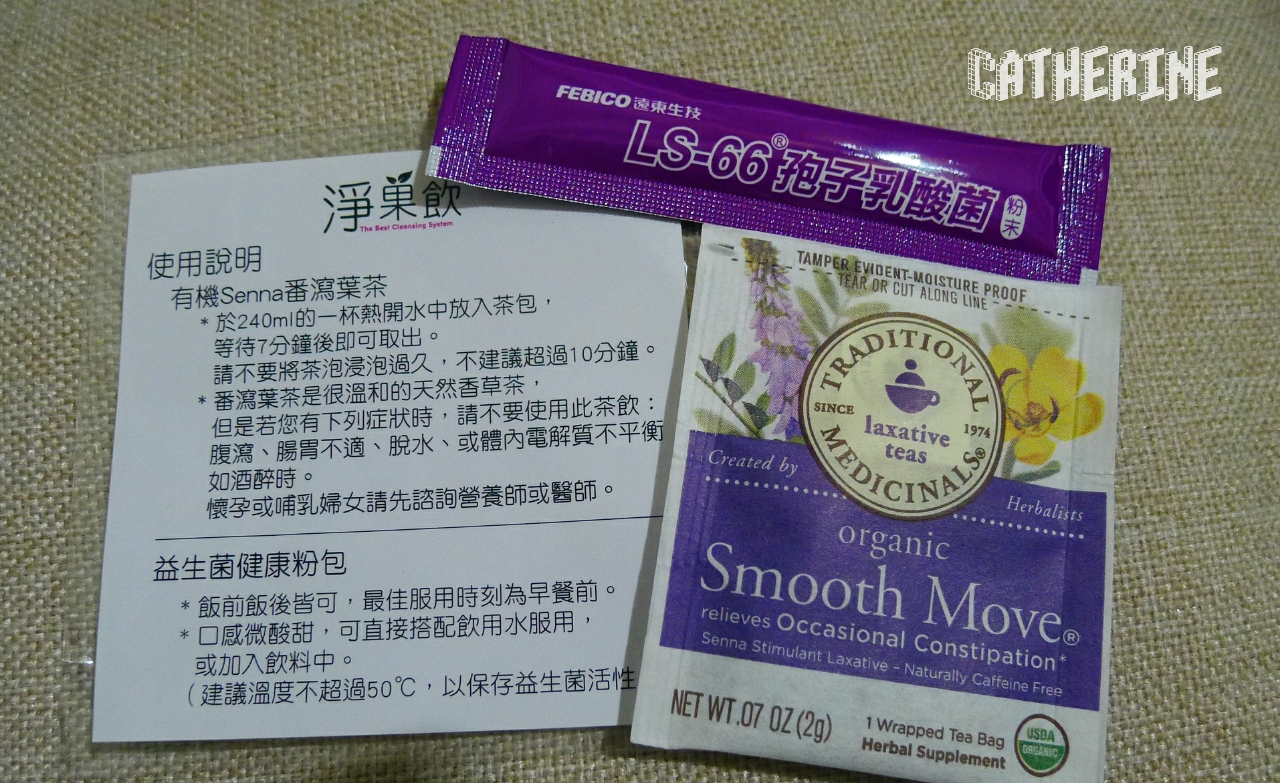 CATHERINE
FEBICO 遠東生技
LS-66® 孢子乳酸菌 粉末
淨巢飲
The Best Cleansing System
使用說明
有機Senna番瀉葉茶
* 於240ml的一杯熱開水中放入茶包，
等待7分鐘後即可取出。
請不要將茶泡浸泡過久，不建議超過10分鐘。
* 番瀉葉茶是很溫和的天然香草茶，
但是若您有下列症狀時，請不要使用此茶飲：
腹瀉、腸胃不適、脫水、或體內電解質不平衡
如酒醉時。
懷孕或哺乳婦女請先諮詢營養師或醫師。
益生菌健康粉包
* 飯前飯後皆可，最佳服用時刻為早餐前。
* 口感微酸甜，可直接搭配飲用水服用，
或加入飲料中。
（建議溫度不超過50℃，以保存益生菌活性
TAMPER EVIDENT-MOISTURE PROOF
TEAR OR CUT ALONG LINE
TRADITIONAL
SINCE 1974
laxative
teas
MEDICINALS®
Created by
Herbalists
organic
Smooth Move®
relieves Occasional Constipation*
Senna Stimulant Laxative – Naturally Caffeine Free
NET WT .07 OZ (2g)
1 Wrapped Tea Bag
Herbal Supplement
USDA
ORGANIC